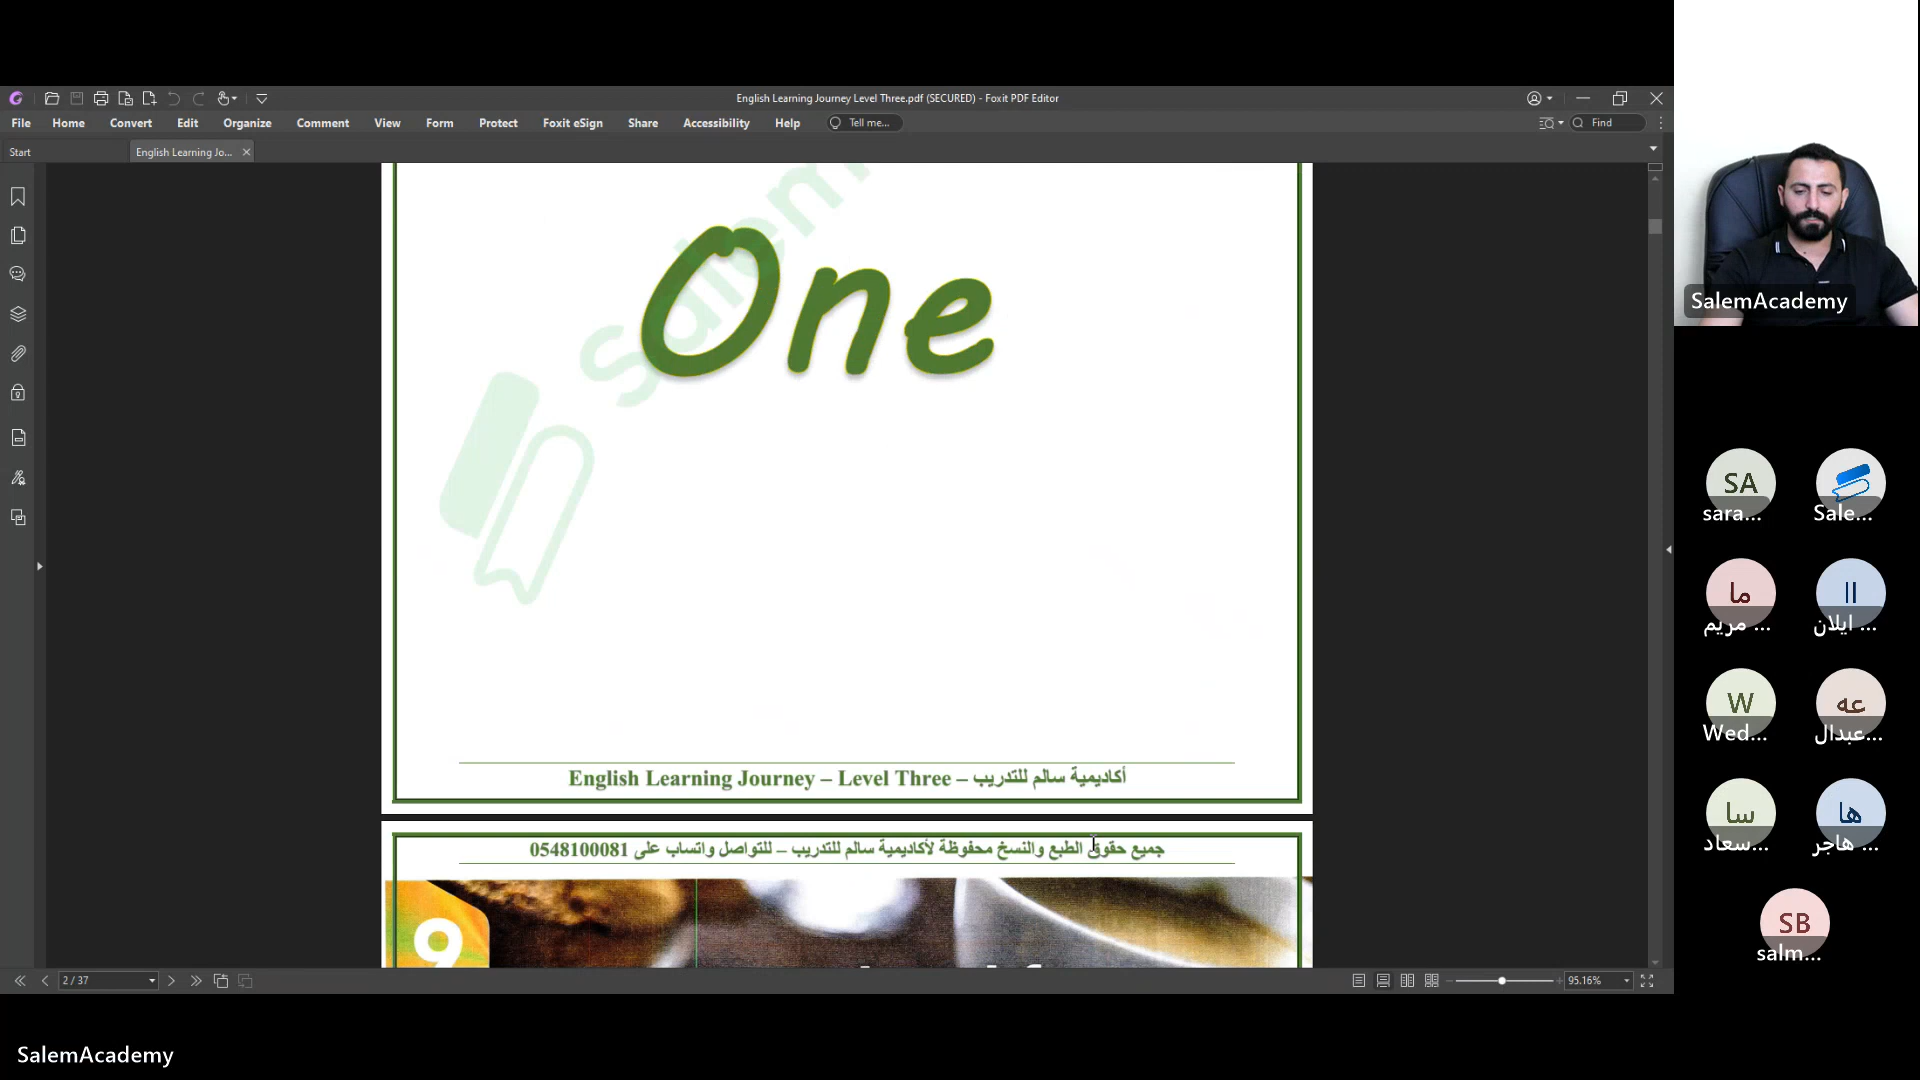 English Learning Journey Level Three.pdf (SECURED) - Foxit PDF Editor
File Home Convert Edit Organize Comment View Form Protect Foxit eSign Share Accessibility Help Tell me... Find
Start English Learning Jo...
Salem
One
English Learning Journey – Level Three – أكاديمية سالم للتدريب
جميع حقوق الطبع والنسخ محفوظة لأكاديمية سالم للتدريب – للتواصل واتساب على 0548100081
9
2 / 37
95.16%
SalemAcademy
SA
sara...
Sale...
ما
مريم ...
اا
ايلان ...
W
Wed...
عه
عبدال...
سا
سعاد...
ها
هاجر ...
SB
salm...
SalemAcademy